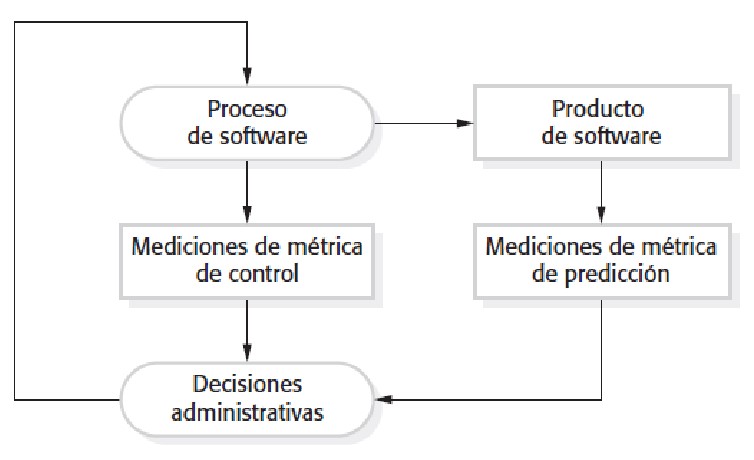 Proceso
de software
Producto
de software
Mediciones de métrica
de control
Mediciones de métrica
de predicción
Decisiones
administrativas